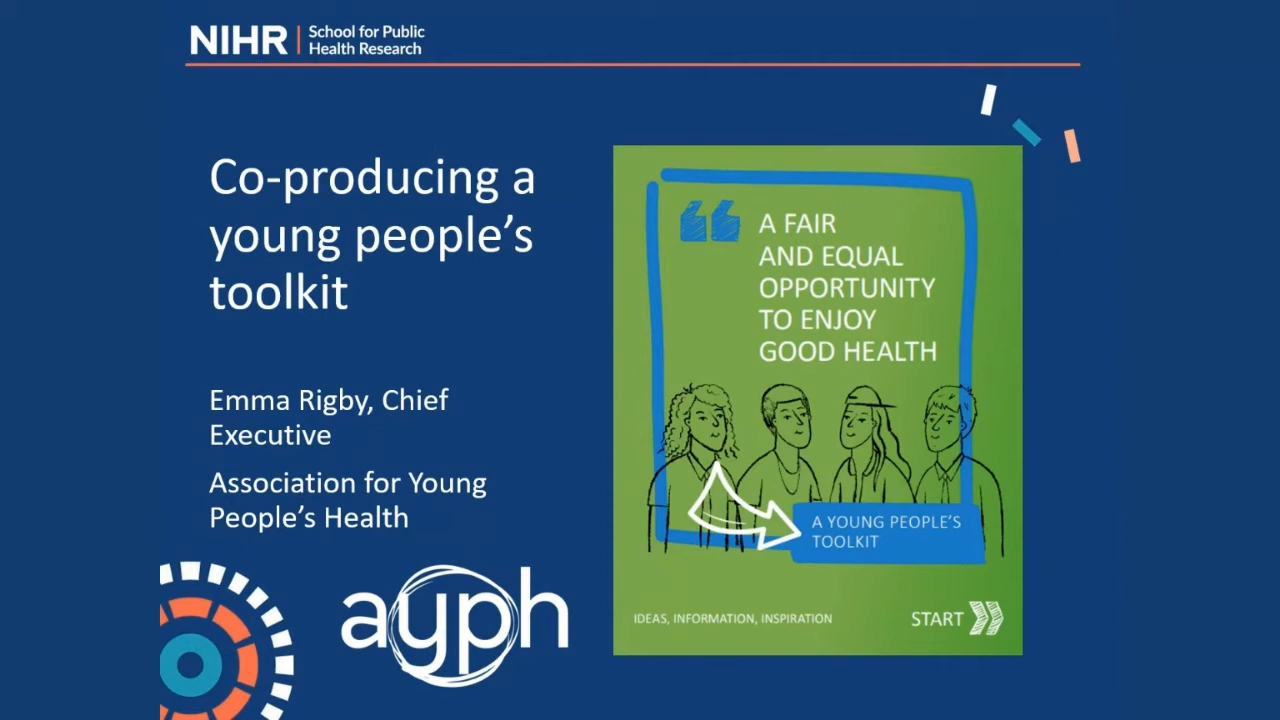 NIHR
School for Public
Health Research
Co-producing a
young people’s
toolkit
Emma Rigby, Chief
Executive
Association for Young
People’s Health
ayph
A FAIR
AND EQUAL
OPPORTUNITY
TO ENJOY
GOOD HEALTH
A YOUNG PEOPLE’S
TOOLKIT
IDEAS, INFORMATION, INSPIRATION
START